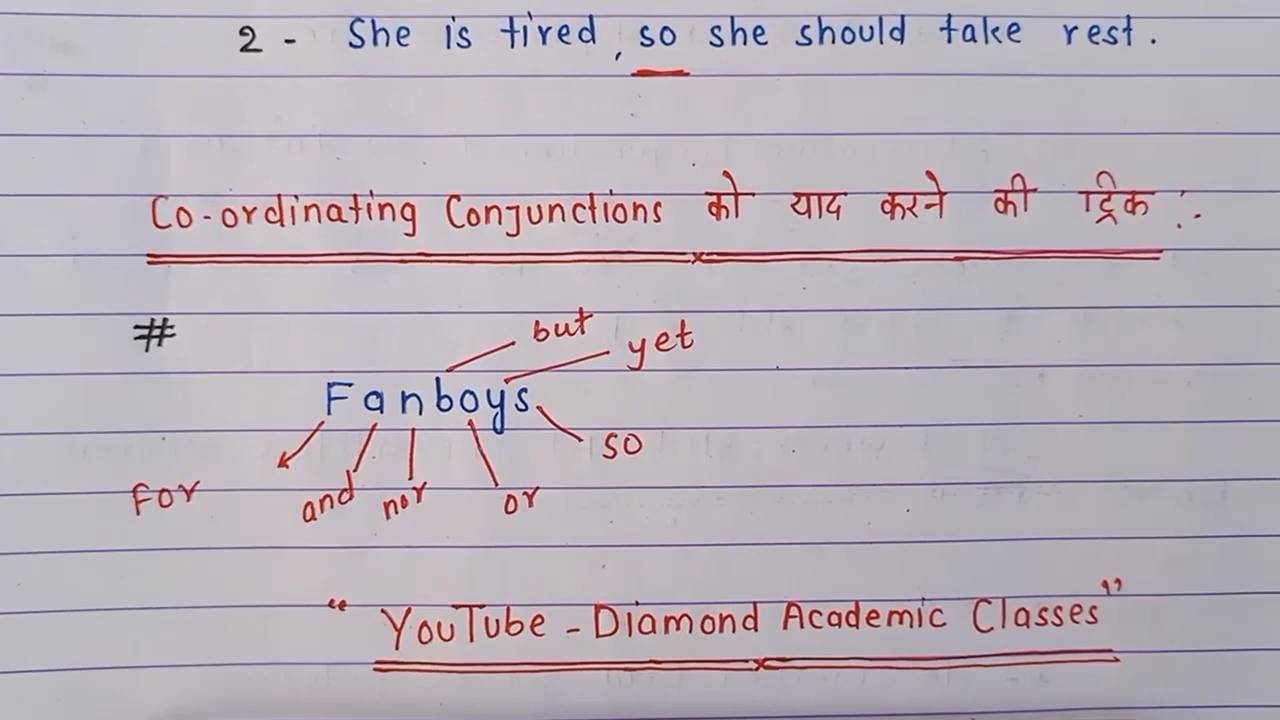 2 - She is tired, so she should take rest.
Co-ordinating Conjunctions को याद करने की ट्रिक :-
#
but
yet
Fanboys
so
For and nor or
“YouTube - Diamond Academic Classes”